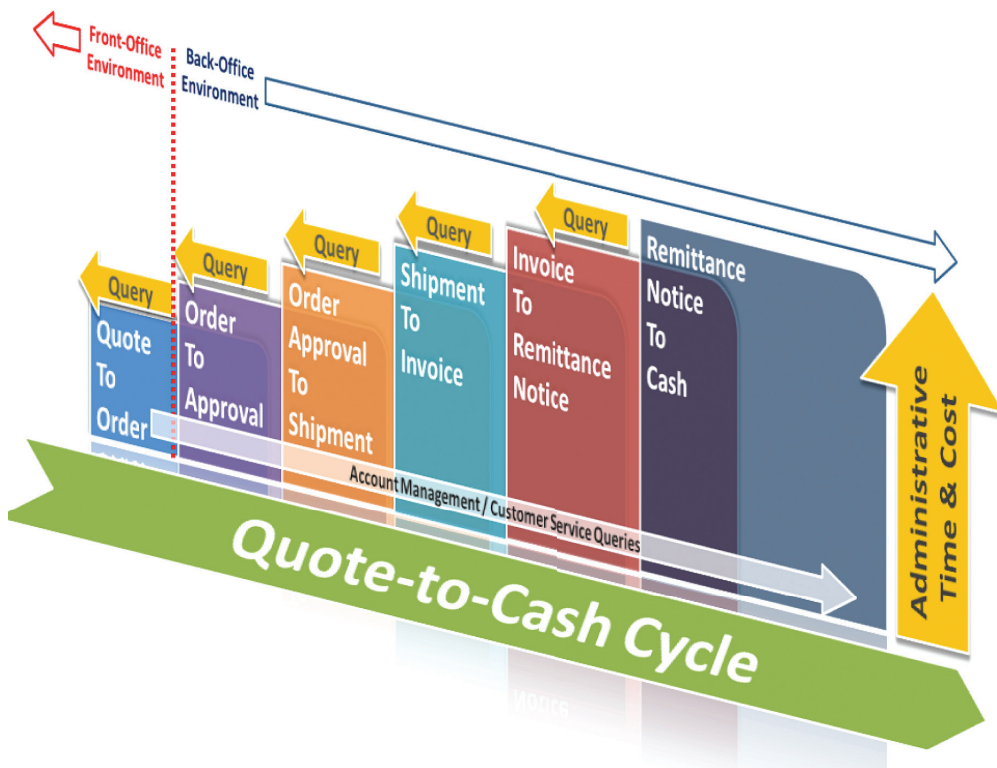 Front-Office
Environment
Back-Office
Environment
Query
Query
Query
Query
Query
Quote
To
Order
Order
To
Approval
Order
Approval
To
Shipment
Shipment
To
Invoice
Invoice
To
Remittance
Notice
Remittance
Notice
To
Cash
Account Management / Customer Service Queries
Quote-to-Cash Cycle
Administrative
Time & Cost